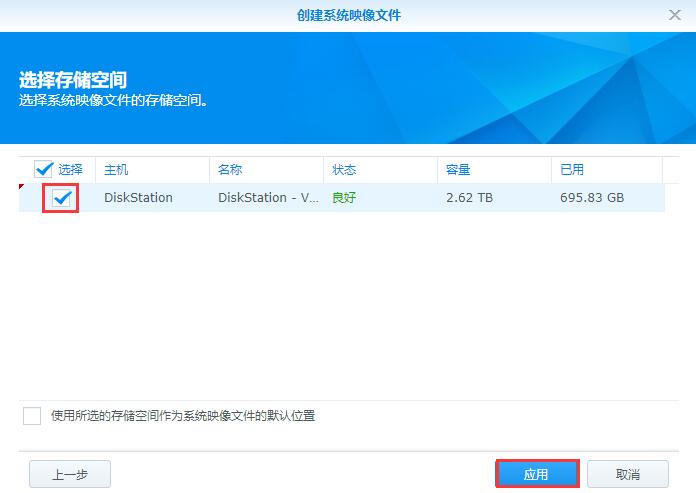 创建系统映像文件
选择存储空间
选择系统映像文件的存储空间。
选择 主机 名称 状态 容量 已用
DiskStation DiskStation - V... 良好 2.62 TB 695.83 GB
使用所选的存储空间作为系统映像文件的默认位置
上一步 应用 取消